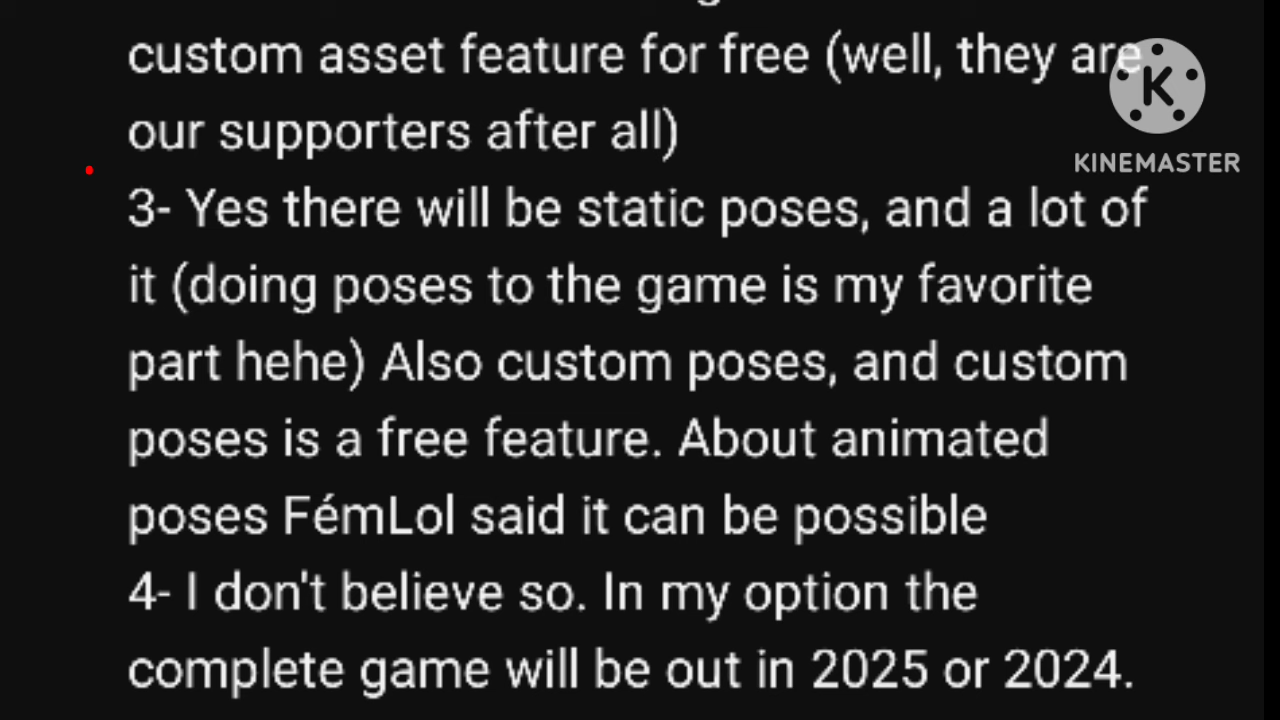 custom asset feature for free (well, they are
our supporters after all)
3- Yes there will be static poses, and a lot of
it (doing poses to the game is my favorite
part hehe) Also custom poses, and custom
poses is a free feature. About animated
poses FémLol said it can be possible
4- I don't believe so. In my option the
complete game will be out in 2025 or 2024.
K
KINEMASTER